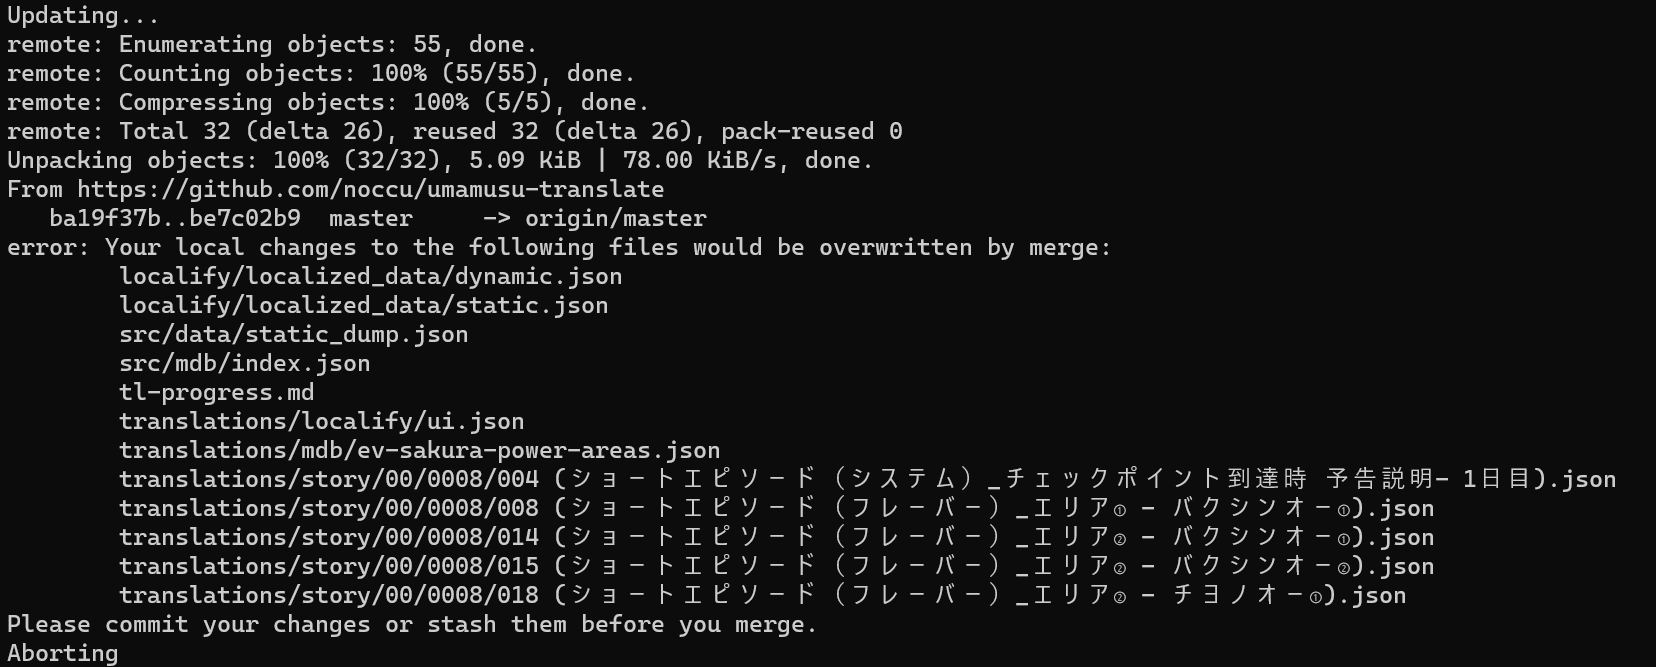 Updating...
remote: Enumerating objects: 55, done.
remote: Counting objects: 100% (55/55), done.
remote: Compressing objects: 100% (5/5), done.
remote: Total 32 (delta 26), reused 32 (delta 26), pack-reused 0
Unpacking objects: 100% (32/32), 5.09 KiB | 78.00 KiB/s, done.
From https://github.com/noccu/umamusu-translate
   ba19f37b..be7c02b9  master     -> origin/master
error: Your local changes to the following files would be overwritten by merge:
        localify/localized_data/dynamic.json
        localify/localized_data/static.json
        src/data/static_dump.json
        src/mdb/index.json
        tl-progress.md
        translations/localify/ui.json
        translations/mdb/ev-sakura-power-areas.json
        translations/story/00/0008/004 (ショートエピソード（システム）_チェックポイント到達時 予告説明- 1日目).json
        translations/story/00/0008/008 (ショートエピソード（フレーバー）_エリア① - バクシンオー①).json
        translations/story/00/0008/014 (ショートエピソード（フレーバー）_エリア② - バクシンオー①).json
        translations/story/00/0008/015 (ショートエピソード（フレーバー）_エリア② - バクシンオー②).json
        translations/story/00/0008/018 (ショートエピソード（フレーバー）_エリア② - チヨノオー①).json
Please commit your changes or stash them before you merge.
Aborting